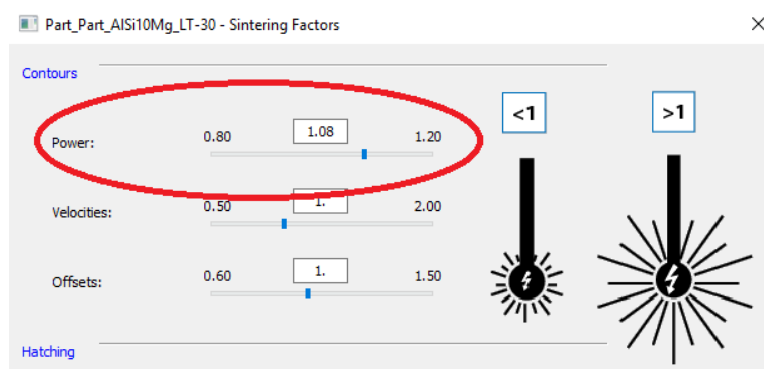 Part_Part_AlSi10Mg_LT-30 - Sintering Factors
Contours
<1
>1
Power: 0.80 1.08 1.20
Velocities: 0.50 1. 2.00
Offsets: 0.60 1. 1.50
Hatching